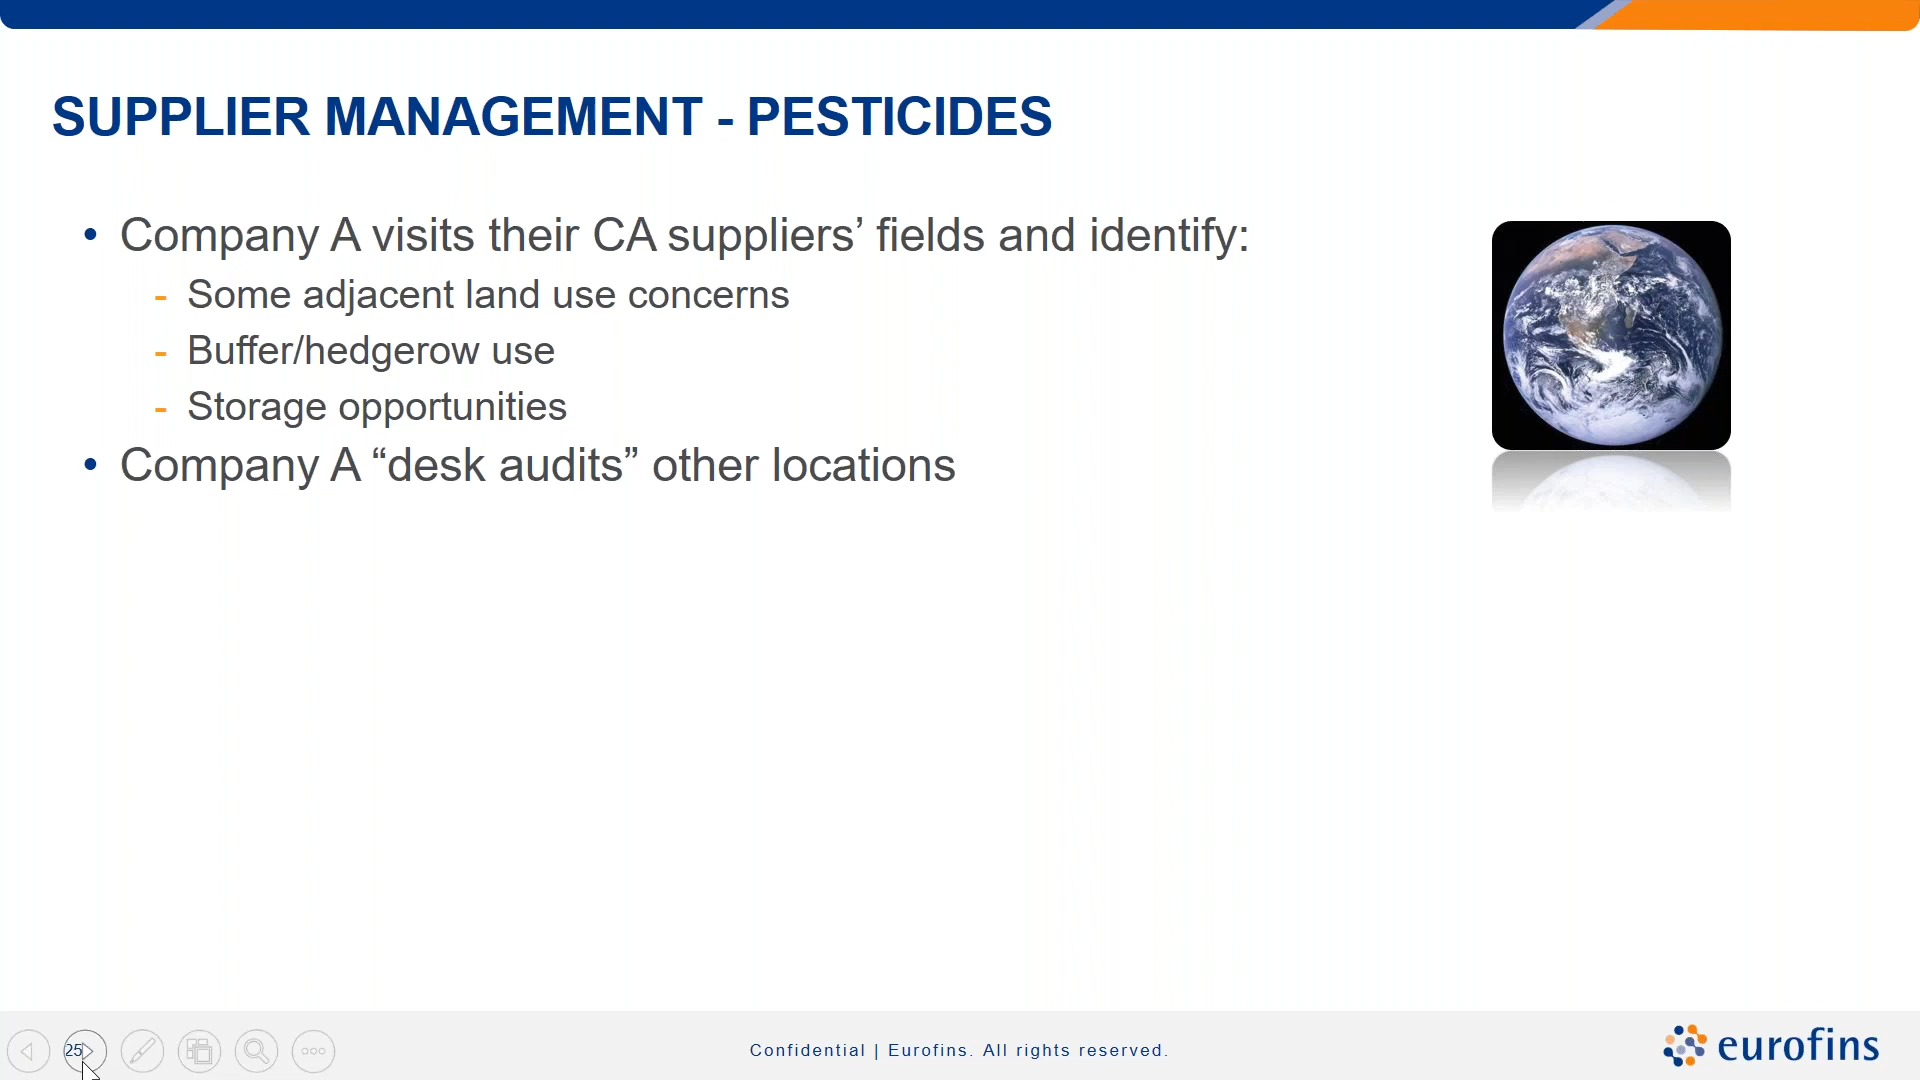 SUPPLIER MANAGEMENT - PESTICIDES
• Company A visits their CA suppliers’ fields and identify:
- Some adjacent land use concerns
- Buffer/hedgerow use
- Storage opportunities
• Company A “desk audits” other locations
25
Confidential | Eurofins. All rights reserved.
eurofins